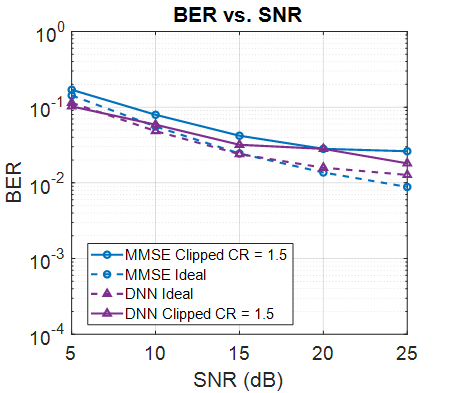 BER vs. SNR
10^0
10^-1
10^-2
10^-3
10^-4
BER
MMSE Clipped CR = 1.5
MMSE Ideal
DNN Ideal
DNN Clipped CR = 1.5
5 10 15 20 25
SNR (dB)